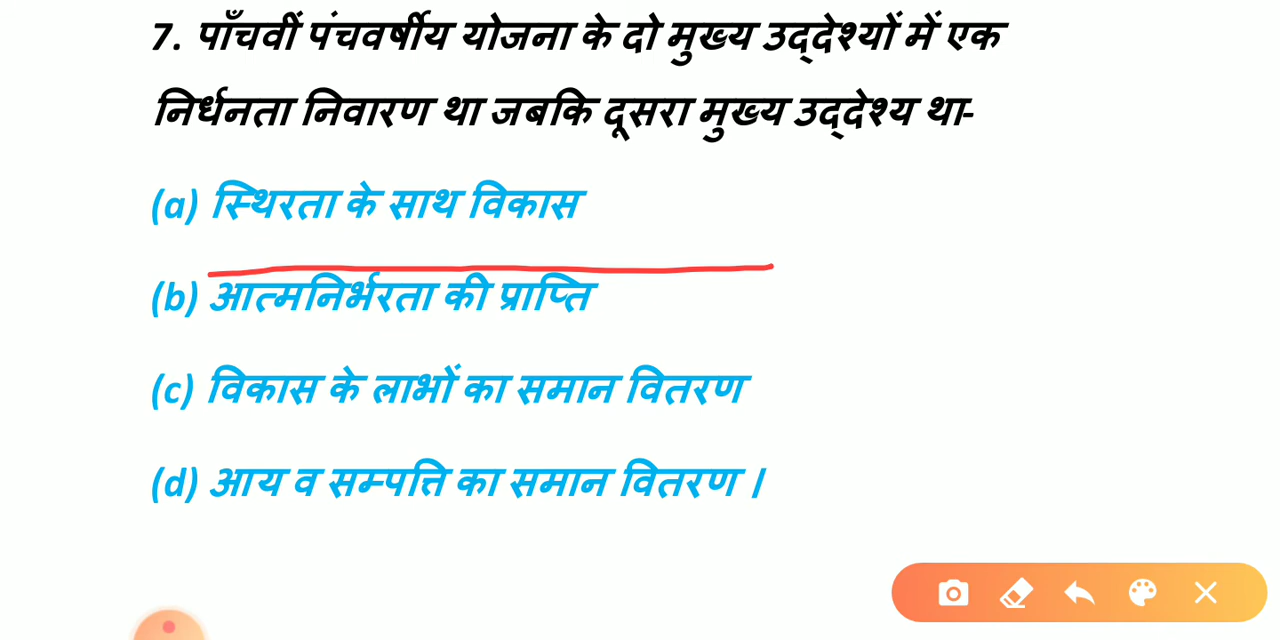 7. पाँचवीं पंचवर्षीय योजना के दो मुख्य उद्‌देश्यों में एक
निर्धनता निवारण था जबकि दूसरा मुख्य उद्‌देश्य था-
(a) स्थिरता के साथ विकास
(b) आत्मनिर्भरता की प्राप्ति
(c) विकास के लाभों का समान वितरण
(d) आय व सम्पत्ति का समान वितरण ।